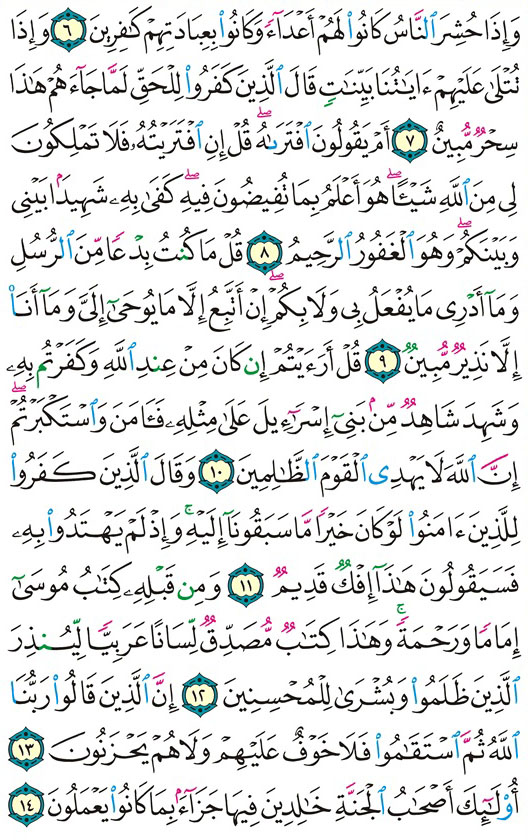 وَإِذَا حُشِرَ ٱلنَّاسُ كَانُوا۟ لَهُمْ أَعْدَآءً وَكَانُوا۟ بِعِبَادَتِهِمْ كَٰفِرِينَ ٦ وَإِذَا
تُتْلَىٰ عَلَيْهِمْ ءَايَٰتُنَا بَيِّنَٰتٍ قَالَ ٱلَّذِينَ كَفَرُوا۟ لِلْحَقِّ لَمَّا جَآءَهُمْ هَٰذَا
سِحْرٌ مُّبِينٌ ٧ أَمْ يَقُولُونَ ٱفْتَرَىٰهُ ۖ قُلْ إِنِ ٱفْتَرَيْتُهُۥ فَلَا تَمْلِكُونَ
لِى مِنَ ٱللَّهِ شَيْـًٔا ۖ هُوَ أَعْلَمُ بِمَا تُفِيضُونَ فِيهِ ۖ كَفَىٰ بِهِۦ شَهِيدًۢا بَيْنِى
وَبَيْنَكُمْ ۖ وَهُوَ ٱلْغَفُورُ ٱلرَّحِيمُ ٨ قُلْ مَا كُنتُ بِدْعًا مِّنَ ٱلرُّسُلِ
وَمَآ أَدْرِى مَا يُفْعَلُ بِى وَلَا بِكُمْ ۖ إِنْ أَتَّبِعُ إِلَّا مَا يُوحَىٰٓ إِلَىَّ وَمَآ أَنَا۠
إِلَّا نَذِيرٌ مُّبِينٌ ٩ قُلْ أَرَءَيْتُمْ إِن كَانَ مِنْ عِندِ ٱللَّهِ وَكَفَرْتُم بِهِۦ
وَشَهِدَ شَاهِدٌ مِّنۢ بَنِىٓ إِسْرَٰٓءِيلَ عَلَىٰ مِثْلِهِۦ فَـَٔامَنَ وَٱسْتَكْبَرْتُمْ ۖ
إِنَّ ٱللَّهَ لَا يَهْدِى ٱلْقَوْمَ ٱلظَّٰلِمِينَ ١٠ وَقَالَ ٱلَّذِينَ كَفَرُوا۟
لِلَّذِينَ ءَامَنُوا۟ لَوْ كَانَ خَيْرًا مَّا سَبَقُونَآ إِلَيْهِ ۚ وَإِذْ لَمْ يَهْتَدُوا۟ بِهِۦ
فَسَيَقُولُونَ هَٰذَآ إِفْكٌ قَدِيمٌ ١١ وَمِن قَبْلِهِۦ كِتَٰبُ مُوسَىٰٓ
إِمَامًا وَرَحْمَةً ۚ وَهَٰذَا كِتَٰبٌ مُّصَدِّقٌ لِّسَانًا عَرَبِيًّا لِّيُنذِرَ
ٱلَّذِينَ ظَلَمُوا۟ وَبُشْرَىٰ لِلْمُحْسِنِينَ ١٢ إِنَّ ٱلَّذِينَ قَالُوا۟ رَبُّنَا
ٱللَّهُ ثُمَّ ٱسْتَقَٰمُوا۟ فَلَا خَوْفٌ عَلَيْهِمْ وَلَا هُمْ يَحْزَنُونَ ١٣
أُو۟لَٰٓئِكَ أَصْحَٰبُ ٱلْجَنَّةِ خَٰلِدِينَ فِيهَا جَزَآءًۢ بِمَا كَانُوا۟ يَعْمَلُونَ ١٤